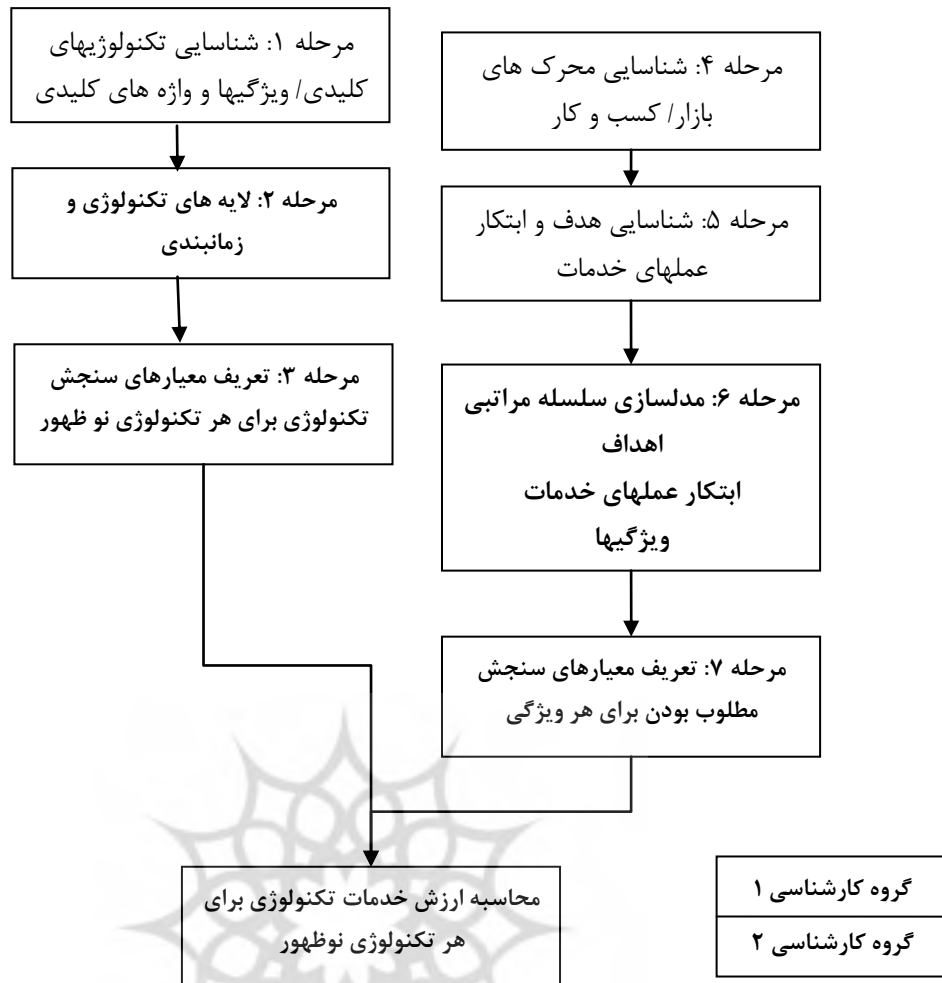 مرحله ۱: شناسایی تکنولوژیهای
کلیدی/ ویژگیها و واژه های کلیدی
مرحله ۲: لایه های تکنولوژی و
زمانبندی
مرحله ۳: تعریف معیارهای سنجش
تکنولوژی برای هر تکنولوژی نو ظهور
مرحله ۴: شناسایی محرک های
بازار/ کسب و کار
مرحله ۵: شناسایی هدف و ابتکار
عملهای خدمات
مرحله ۶: مدلسازی سلسله مراتبی
اهداف
ابتکار عملهای خدمات
ویژگیها
مرحله ۷: تعریف معیارهای سنجش
مطلوب بودن برای هر ویژگی
محاسبه ارزش خدمات تکنولوژی برای
هر تکنولوژی نوظهور
گروه کارشناسی ۱
گروه کارشناسی ۲